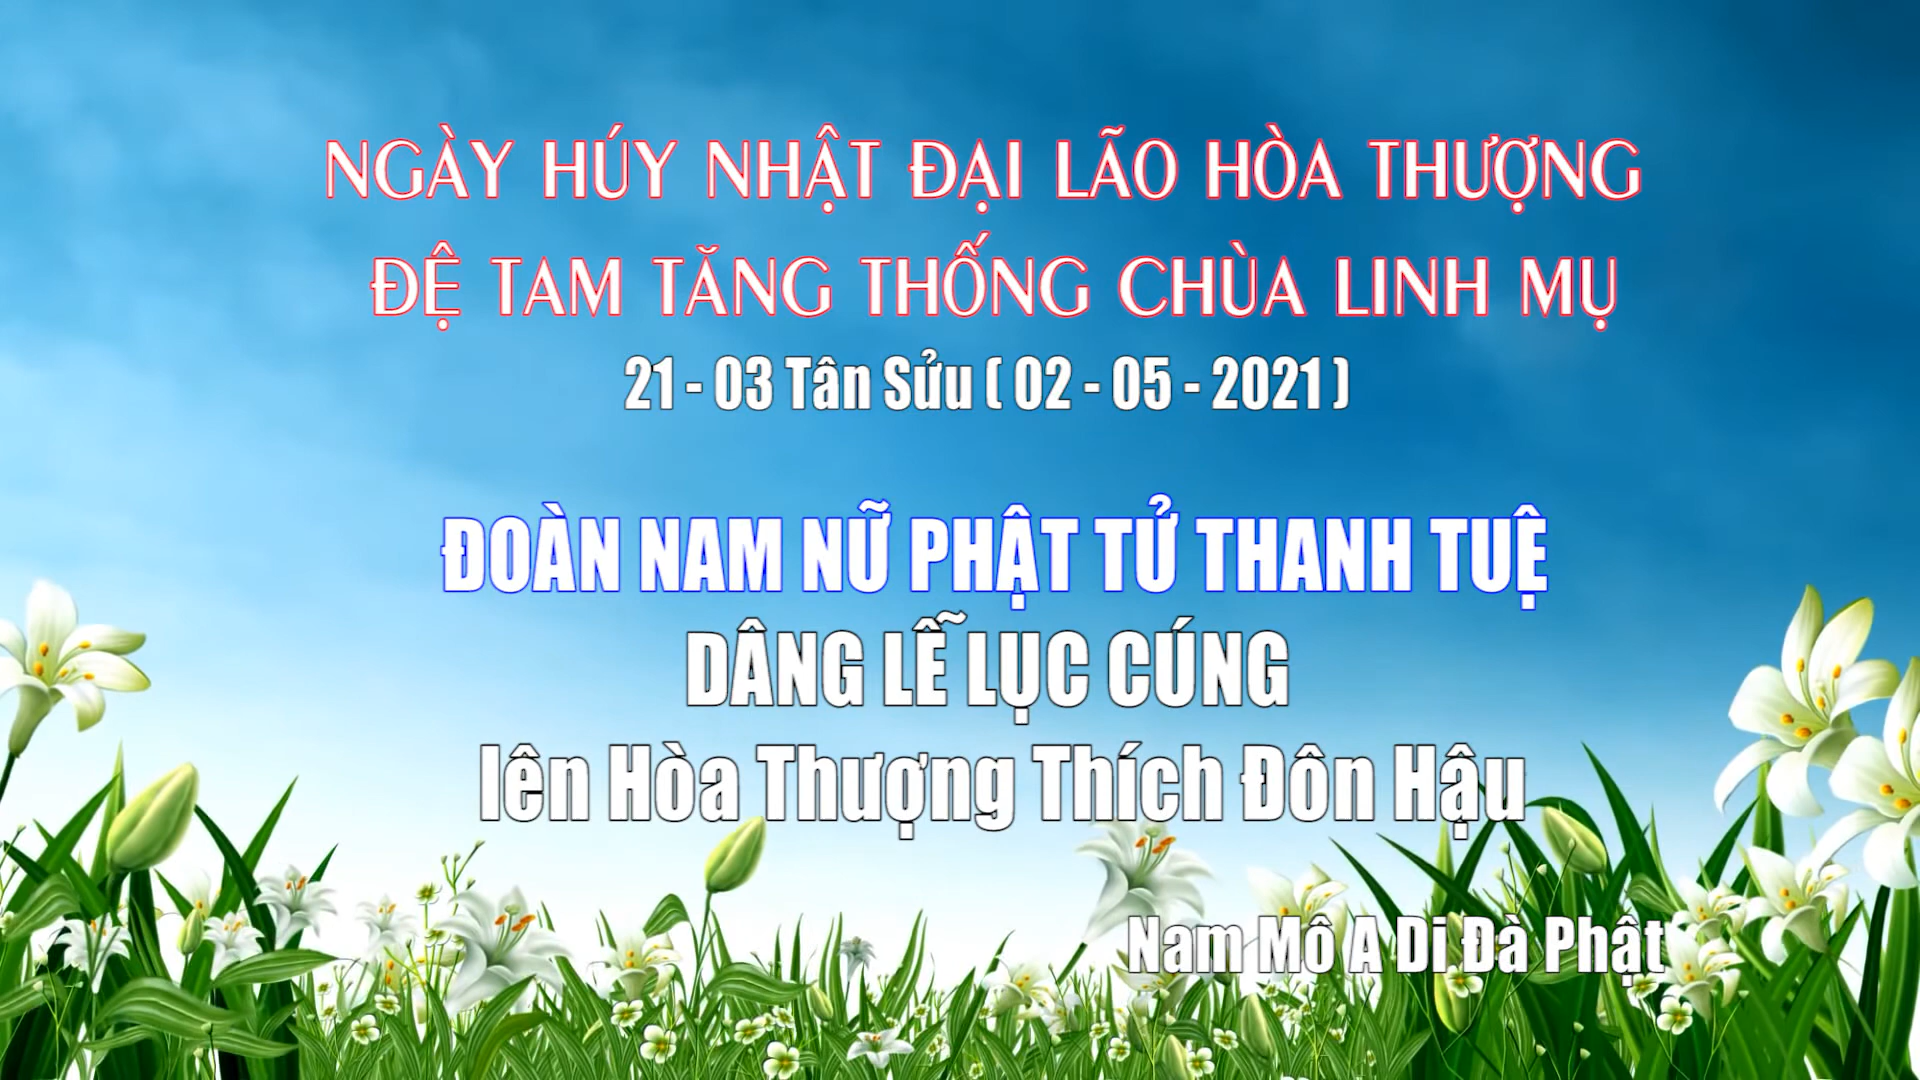 NGÀY HÚY NHẬT ĐẠI LÃO HÒA THƯỢNG
ĐỆ TAM TĂNG THỐNG CHÙA LINH MỤ
21 - 03 Tân Sửu ( 02 - 05 - 2021 )
ĐOÀN NAM NỮ PHẬT TỬ THANH TUỆ
DÂNG LỄ LỤC CÚNG
lên Hòa Thượng Thích Đôn Hậu
Nam Mô A Di Đà Phật